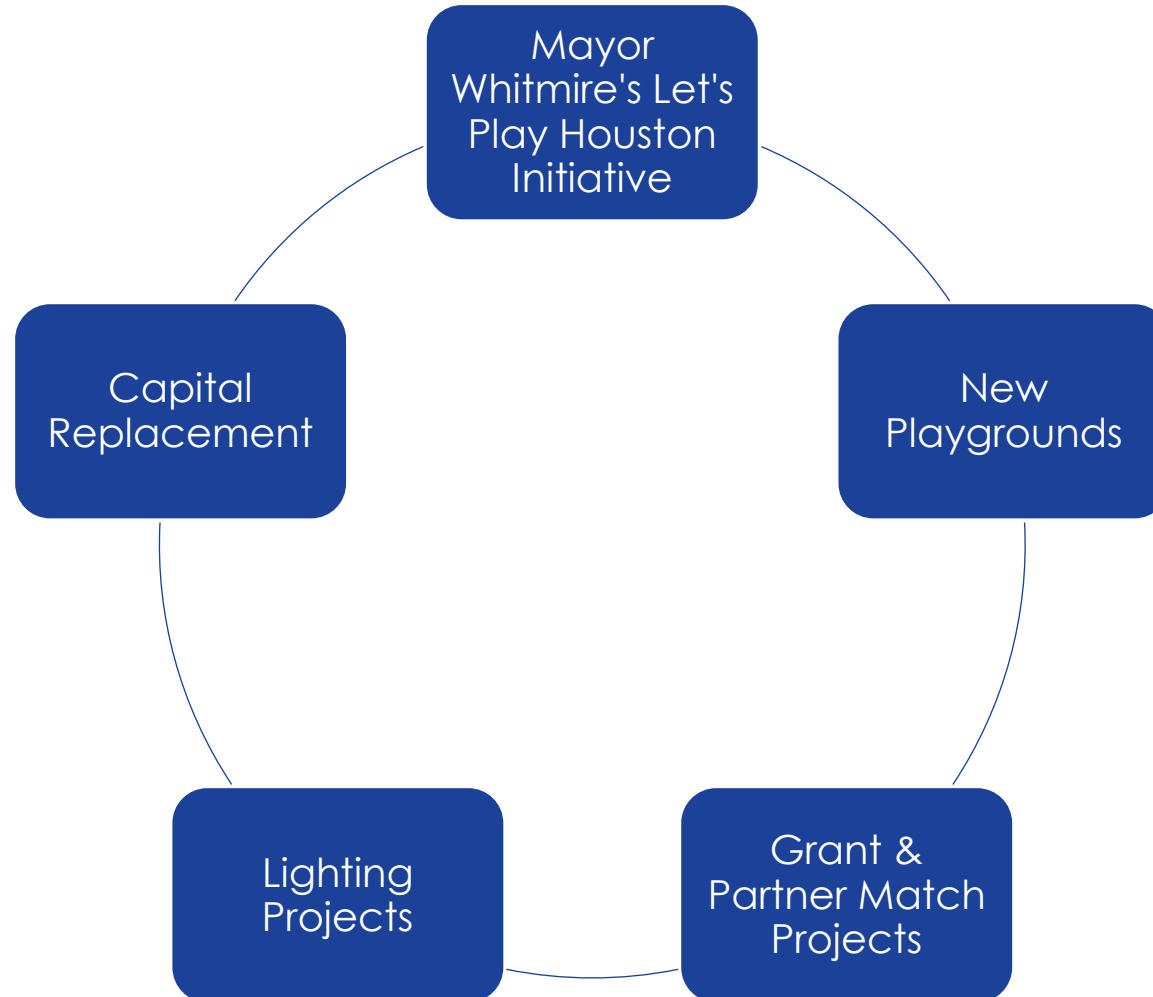 Mayor
Whitmire's Let's
Play Houston
Initiative
New
Playgrounds
Grant &
Partner Match
Projects
Lighting
Projects
Capital
Replacement